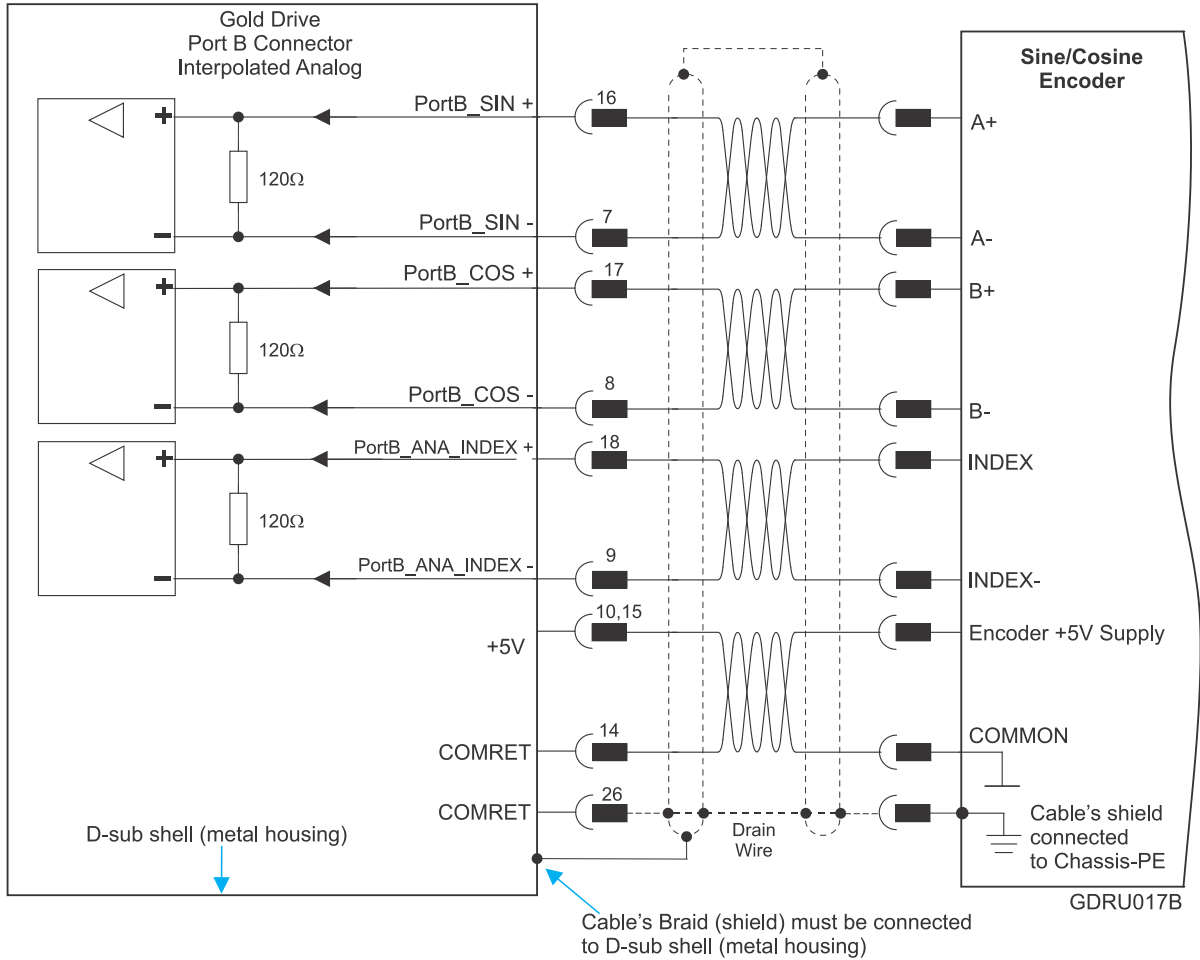 Gold Drive
Port B Connector
Interpolated Analog
Sine/Cosine
Encoder
PortB_SIN +
16
A+
+
120Ω
-
PortB_SIN -
7
A-
PortB_COS +
17
B+
+
120Ω
-
PortB_COS -
8
B-
PortB_ANA_INDEX +
18
INDEX
+
120Ω
-
PortB_ANA_INDEX -
9
INDEX-
+5V
10,15
Encoder +5V Supply
COMRET
14
COMMON
COMRET
26
Drain
Wire
Cable's shield
connected
to Chassis-PE
D-sub shell (metal housing)
GDRU017B
Cable's Braid (shield) must be connected
to D-sub shell (metal housing)